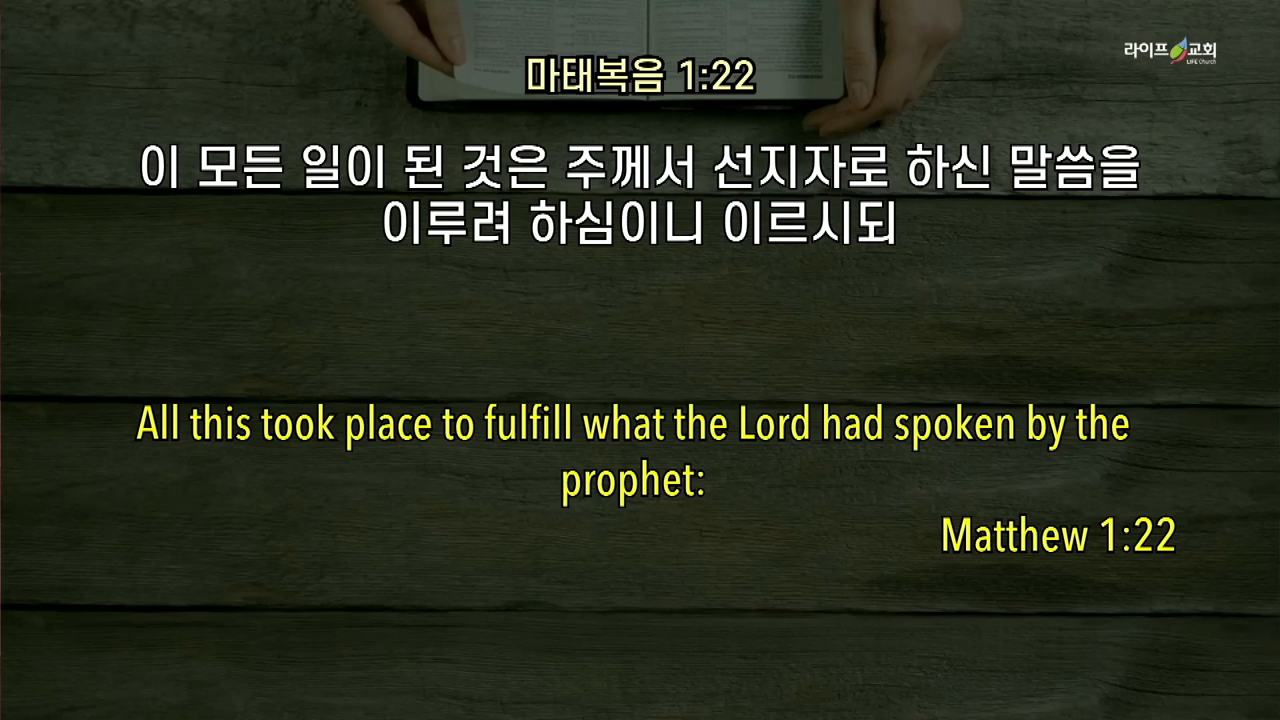 라이프 교회
LIFE Church
마태복음 1:22
이 모든 일이 된 것은 주께서 선지자로 하신 말씀을
이루려 하심이니 이르시되
All this took place to fulfill what the Lord had spoken by the
prophet:
Matthew 1:22